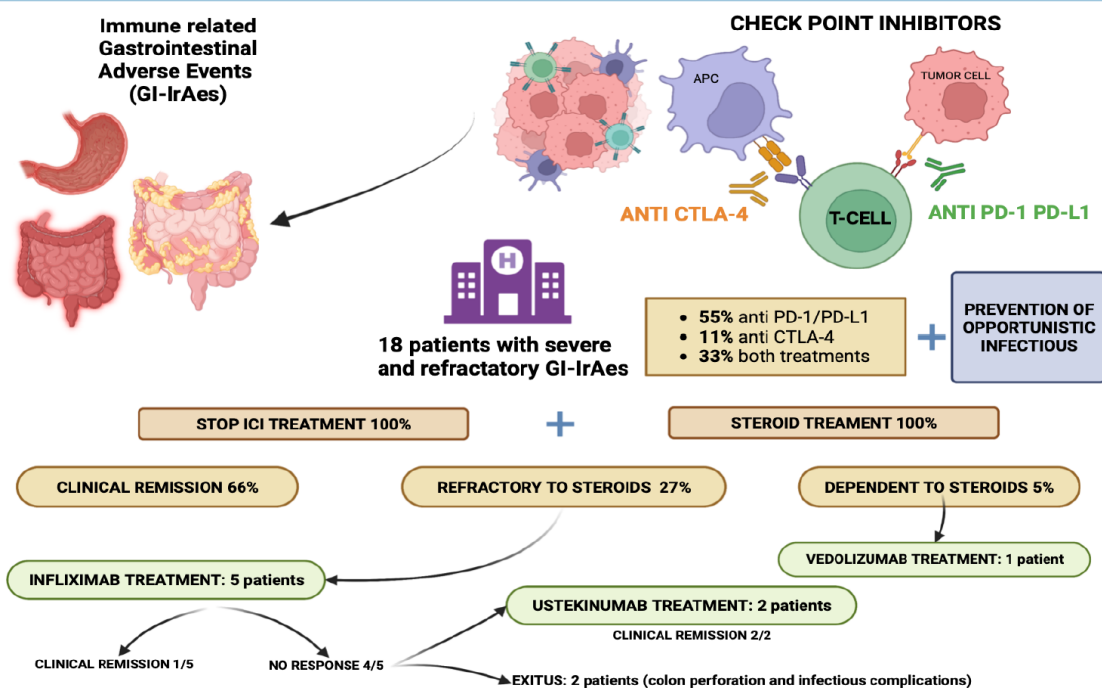 Immune related
Gastrointestinal
Adverse Events
(GI-IrAes)
CHECK POINT INHIBITORS
APC
TUMOR CELL
ANTI CTLA-4
T-CELL
ANTI PD-1 PD-L1
H
18 patients with severe
and refractatory GI-IrAes
• 55% anti PD-1/PD-L1
• 11% anti CTLA-4
• 33% both treatments
+
PREVENTION OF
OPPORTUNISTIC
INFECTIOUS
STOP ICI TREATMENT 100%
+
STEROID TREAMENT 100%
CLINICAL REMISSION 66%
REFRACTORY TO STEROIDS 27%
DEPENDENT TO STEROIDS 5%
VEDOLIZUMAB TREATMENT: 1 patient
INFLIXIMAB TREATMENT: 5 patients
USTEKINUMAB TREATMENT: 2 patients
CLINICAL REMISSION 2/2
CLINICAL REMISSION 1/5
NO RESPONSE 4/5
EXITUS: 2 patients (colon perforation and infectious complications)